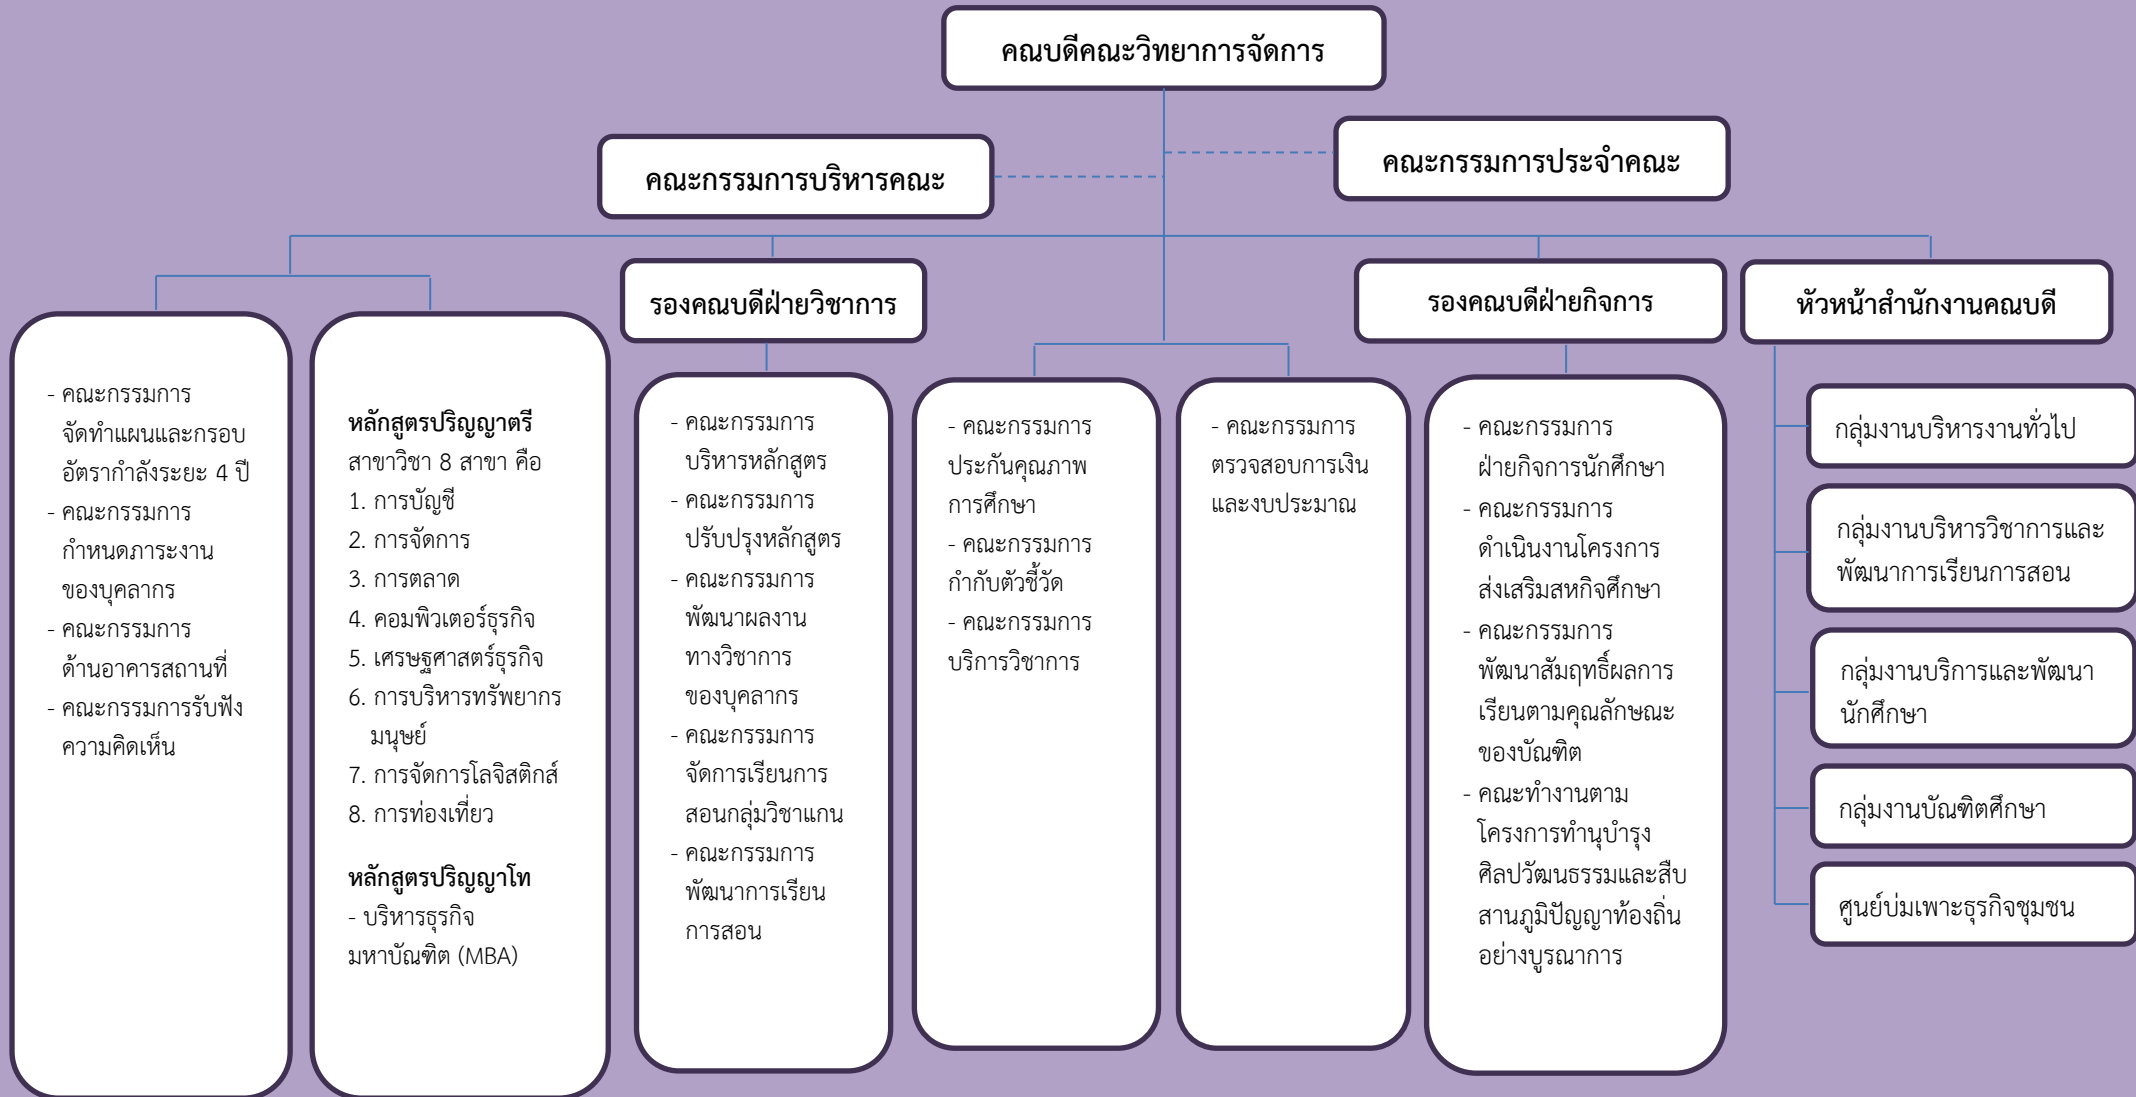 คณบดีคณะวิทยาการจัดการ
คณะกรรมการประจำคณะ
คณะกรรมการบริหารคณะ
รองคณบดีฝ่ายวิชาการ
รองคณบดีฝ่ายกิจการ
หัวหน้าสำนักงานคณบดี
- คณะกรรมการ
จัดทำแผนและกรอบ
อัตรากำลังระยะ 4 ปี
- คณะกรรมการ
กำหนดภาระงาน
ของบุคลากร
- คณะกรรมการ
ด้านอาคารสถานที่
- คณะกรรมการรับฟัง
ความคิดเห็น
หลักสูตรปริญญาตรี
สาขาวิชา 8 สาขา คือ
1. การบัญชี
2. การจัดการ
3. การตลาด
4. คอมพิวเตอร์ธุรกิจ
5. เศรษฐศาสตร์ธุรกิจ
6. การบริหารทรัพยากร
มนุษย์
7. การจัดการโลจิสติกส์
8. การท่องเที่ยว
หลักสูตรปริญญาโท
- บริหารธุรกิจ
มหาบัณฑิต (MBA)
- คณะกรรมการ
บริหารหลักสูตร
- คณะกรรมการ
ปรับปรุงหลักสูตร
- คณะกรรมการ
พัฒนาผลงาน
ทางวิชาการ
ของบุคลากร
- คณะกรรมการ
จัดการเรียนการ
สอนกลุ่มวิชาแกน
- คณะกรรมการ
พัฒนาการเรียน
การสอน
- คณะกรรมการ
ประกันคุณภาพ
การศึกษา
- คณะกรรมการ
กำกับตัวชี้วัด
- คณะกรรมการ
บริการวิชาการ
- คณะกรรมการ
ตรวจสอบการเงิน
และงบประมาณ
- คณะกรรมการ
ฝ่ายกิจการนักศึกษา
- คณะกรรมการ
ดำเนินงานโครงการ
ส่งเสริมสหกิจศึกษา
- คณะกรรมการ
พัฒนาสัมฤทธิ์ผลการ
เรียนตามคุณลักษณะ
ของบัณฑิต
- คณะทำงานตาม
โครงการทำนุบำรุง
ศิลปวัฒนธรรมและสืบ
สานภูมิปัญญาท้องถิ่น
อย่างบูรณาการ
กลุ่มงานบริหารงานทั่วไป
กลุ่มงานบริหารวิชาการและ
พัฒนาการเรียนการสอน
กลุ่มงานบริการและพัฒนา
นักศึกษา
กลุ่มงานบัณฑิตศึกษา
ศูนย์บ่มเพาะธุรกิจชุมชน